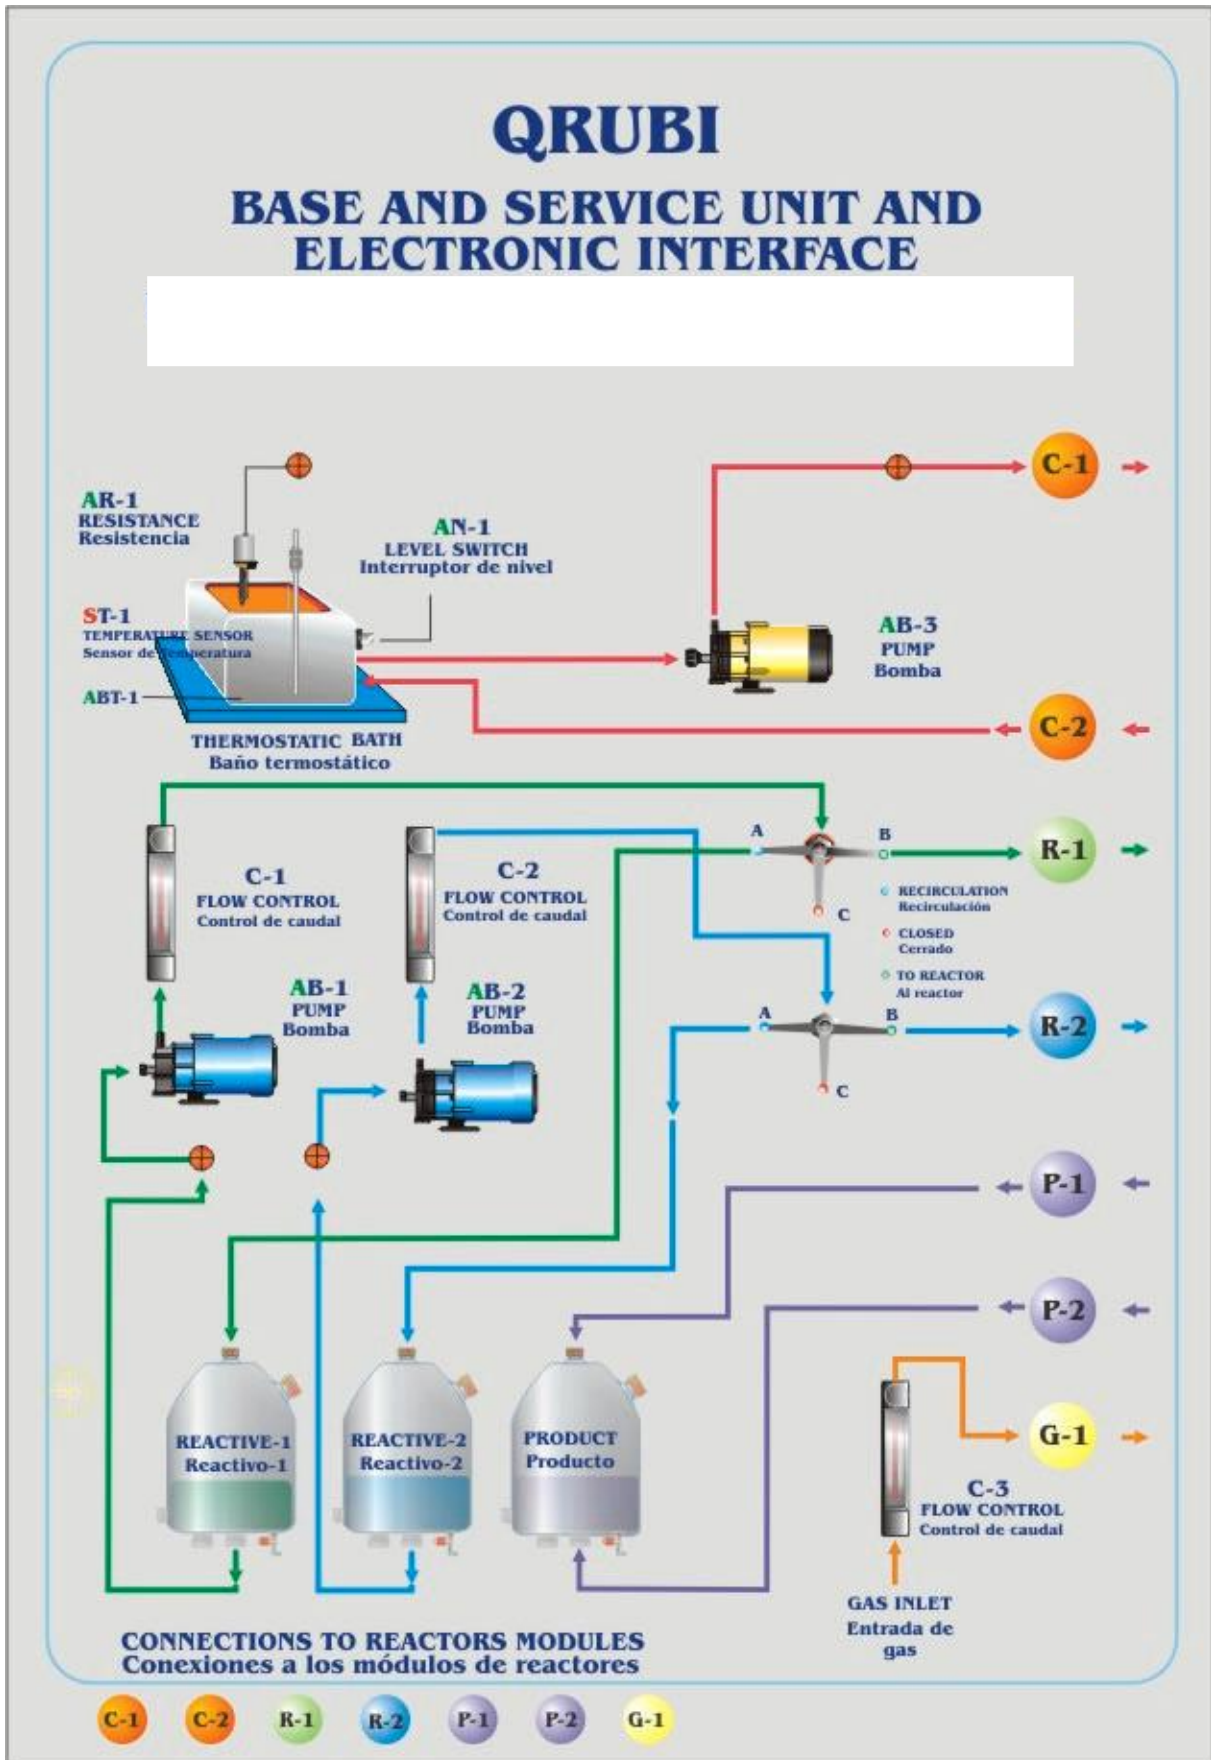 QRUBI
BASE AND SERVICE UNIT AND
ELECTRONIC INTERFACE
C-1
AR-1
RESISTANCE
Resistencia
AN-1
LEVEL SWITCH
Interruptor de nivel
ST-1
TEMPERATURE SENSOR
Sensor de Temperatura
AB-3
PUMP
Bomba
ABT-1
C-2
THERMOSTATIC BATH
Baño termostático
A
B
R-1
C-1
FLOW CONTROL
Control de caudal
C-2
FLOW CONTROL
Control de caudal
C
RECIRCULATION
Recirculación
CLOSED
Cerrado
TO REACTOR
Al reactor
AB-1
PUMP
Bomba
AB-2
PUMP
Bomba
A
B
R-2
C
P-1
P-2
REACTIVE-1
Reactivo-1
REACTIVE-2
Reactivo-2
PRODUCT
Producto
G-1
C-3
FLOW CONTROL
Control de caudal
GAS INLET
Entrada de
gas
CONNECTIONS TO REACTORS MODULES
Conexiones a los módulos de reactores
C-1
C-2
R-1
R-2
P-1
P-2
G-1